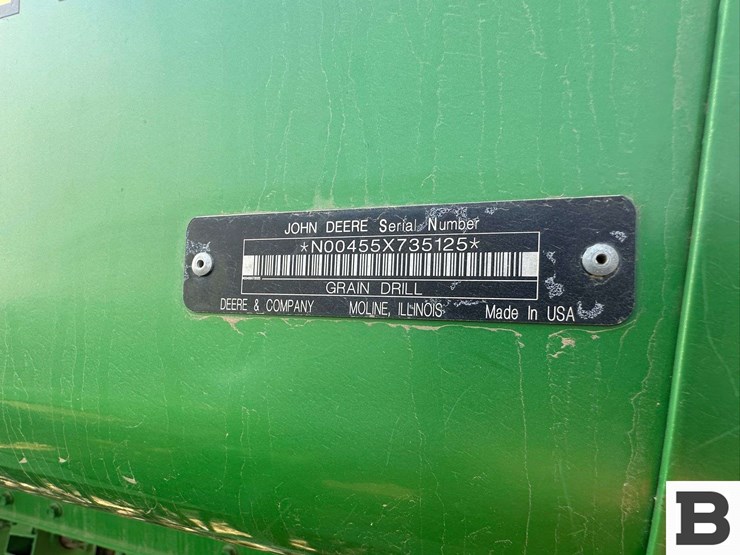 JOHN DEERE Serial Number
*N00455X735125*
GRAIN DRILL
DEERE & COMPANY MOLINE, ILLINOIS Made In USA
B